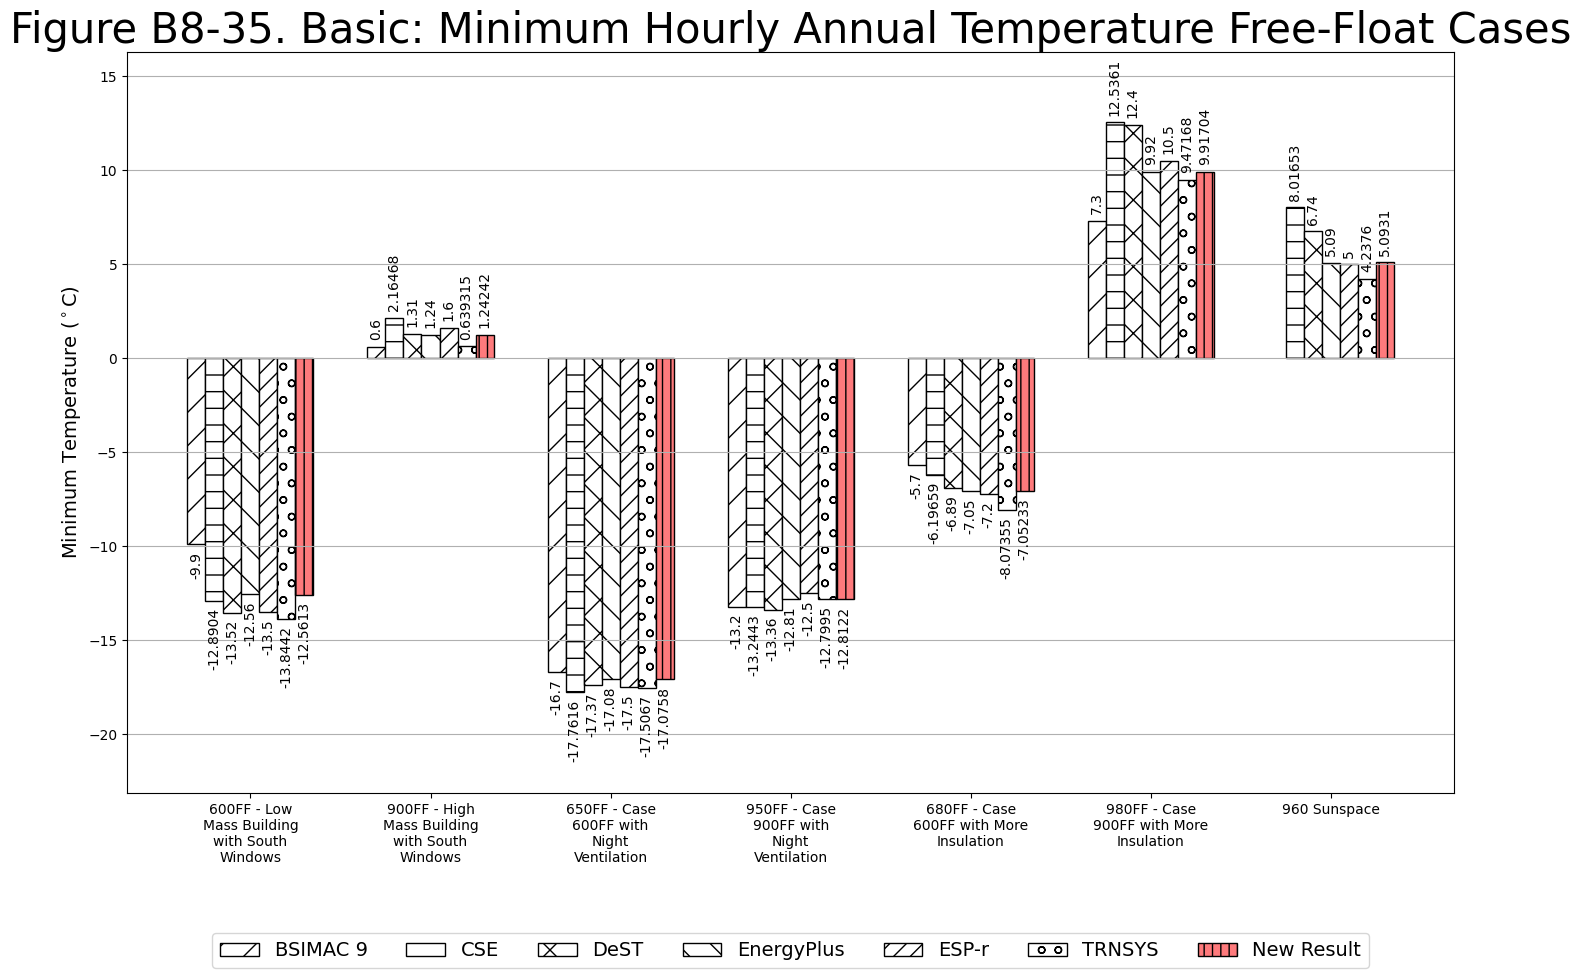 Figure B8-35. Basic: Minimum Hourly Annual Temperature Free-Float Cases
Minimum Temperature (°C)
15
10
5
0
−5
−10
−15
−20
-9.9
-12.8904
-13.52
-12.56
-13.5
-13.8442
-12.5613
0.6
2.16468
1.31
1.24
1.6
0.639315
1.24242
-16.7
-17.7616
-17.37
-17.08
-17.5
-17.5067
-17.0758
-13.2
-13.2443
-13.36
-12.81
-12.5
-12.7995
-12.8122
-5.7
-6.19659
-6.89
-7.05
-7.2
-8.07355
-7.05233
7.3
12.5361
12.4
9.92
10.5
9.47168
9.91704
8.01653
6.74
5.09
5
4.2376
5.0931
600FF - Low
Mass Building
with South
Windows
900FF - High
Mass Building
with South
Windows
650FF - Case
600FF with
Night
Ventilation
950FF - Case
900FF with
Night
Ventilation
680FF - Case
600FF with More
Insulation
980FF - Case
900FF with More
Insulation
960 Sunspace
BSIMAC 9
CSE
DeST
EnergyPlus
ESP-r
TRNSYS
New Result